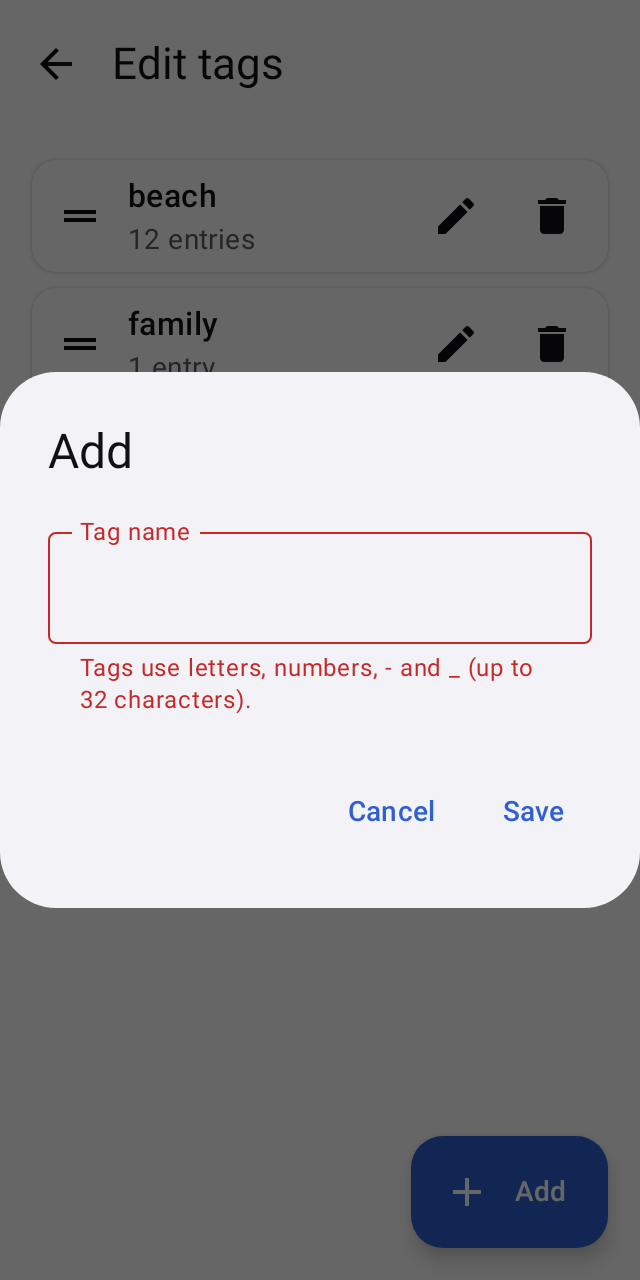 Edit tags
beach
12 entries
family
1 entry
Add
Tag name
Tags use letters, numbers, - and _ (up to
32 characters).
Cancel
Save
Add